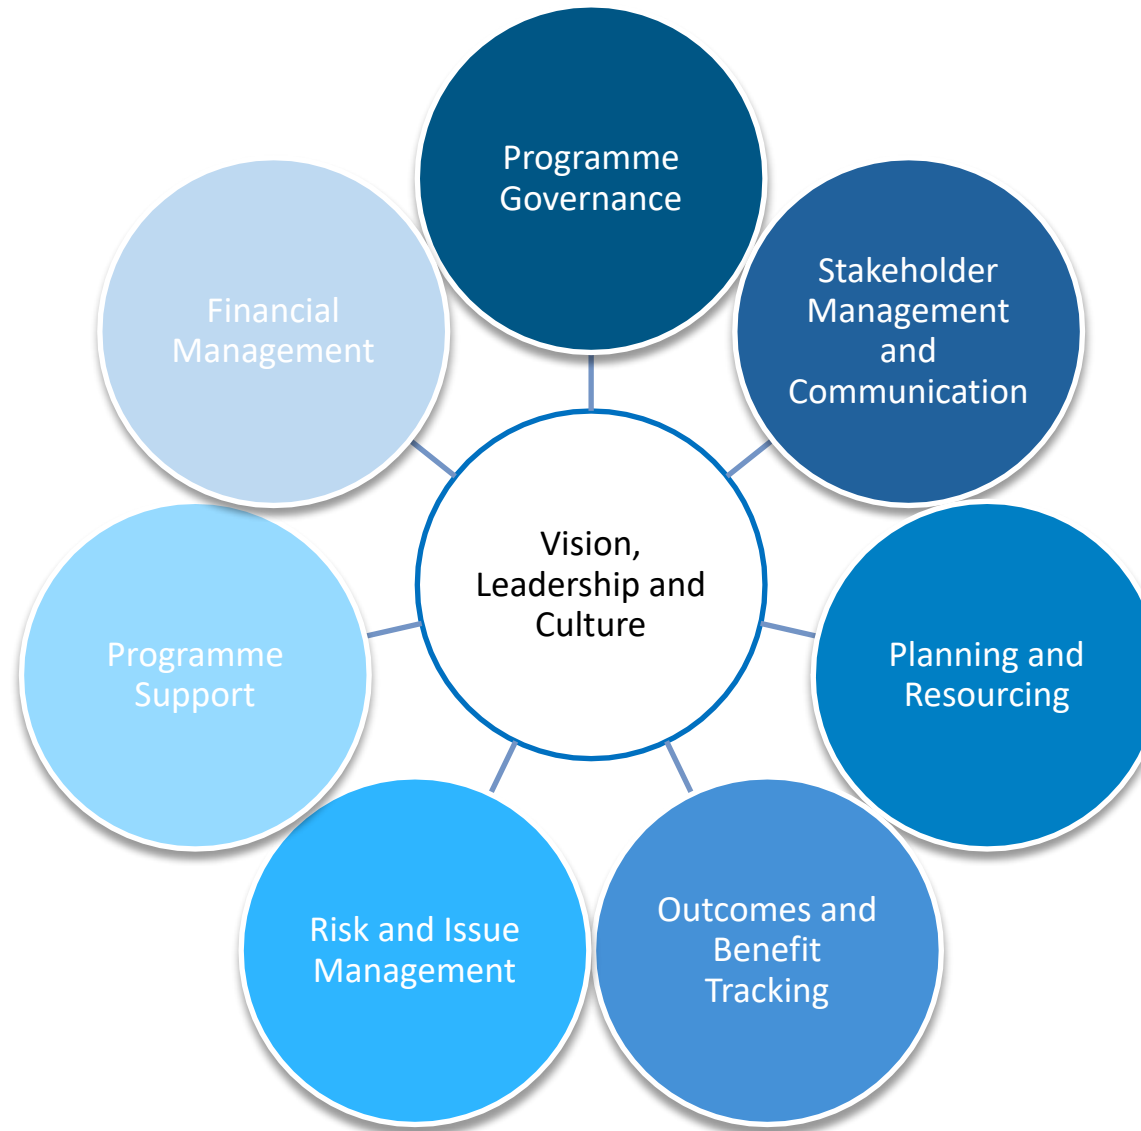 Programme
Governance
Stakeholder
Management
and
Communication
Planning and
Resourcing
Outcomes and
Benefit
Tracking
Risk and Issue
Management
Programme
Support
Financial
Management
Vision,
Leadership and
Culture